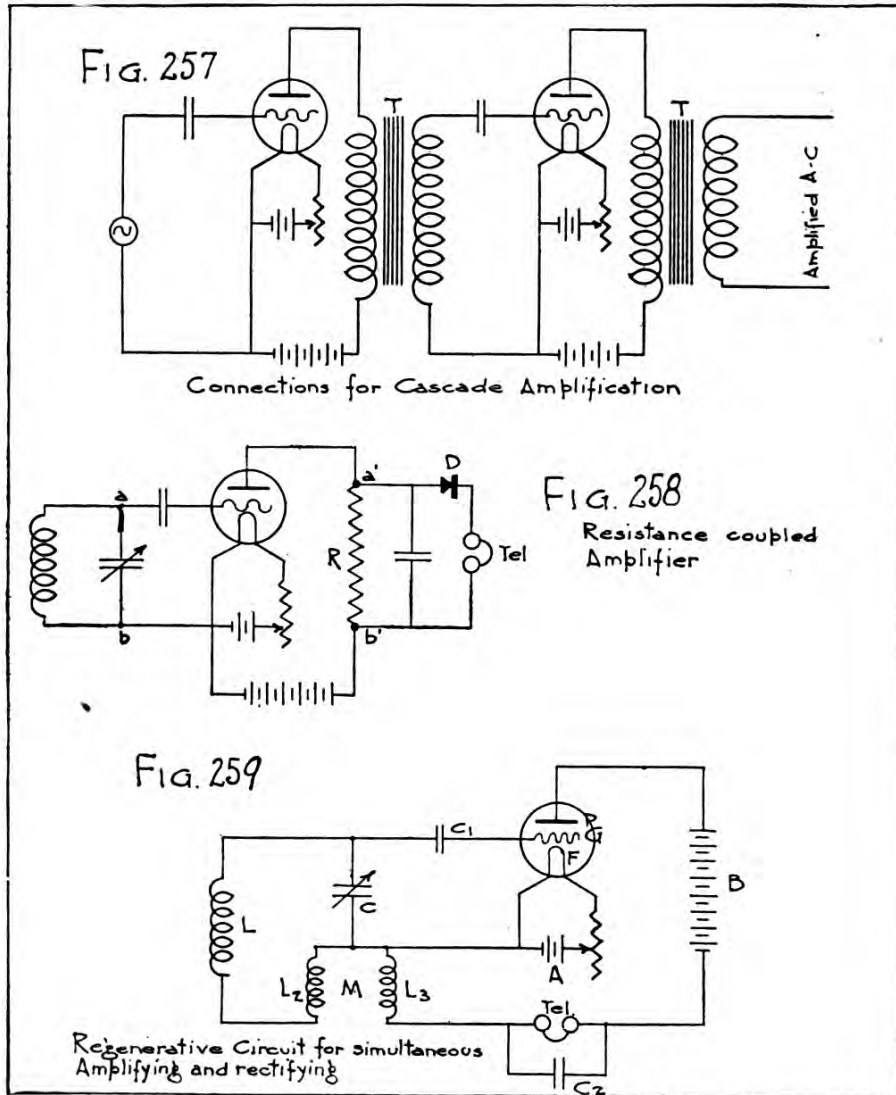 FIG. 257
T
T
Amplified A-C
Connections for Cascade Amplification
a
a'
D
FIG. 258
Resistance coupled
Amplifier
R
Tel
b
b'
FIG. 259
C1
P
G
F
B
C
L
L2
M
L3
A
Tel.
Regenerative Circuit for simultaneous
Amplifying and rectifying
C2